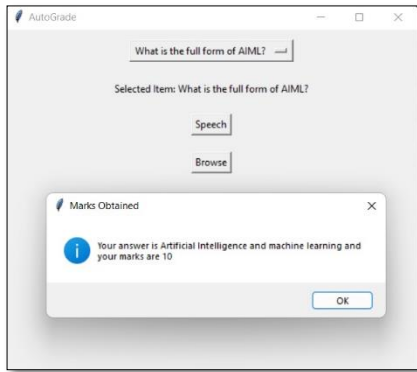 AutoGrade
What is the full form of AIML?
Selected Item: What is the full form of AIML?
Speech
Browse
Marks Obtained
Your answer is Artificial Intelligence and machine learning and
your marks are 10
OK